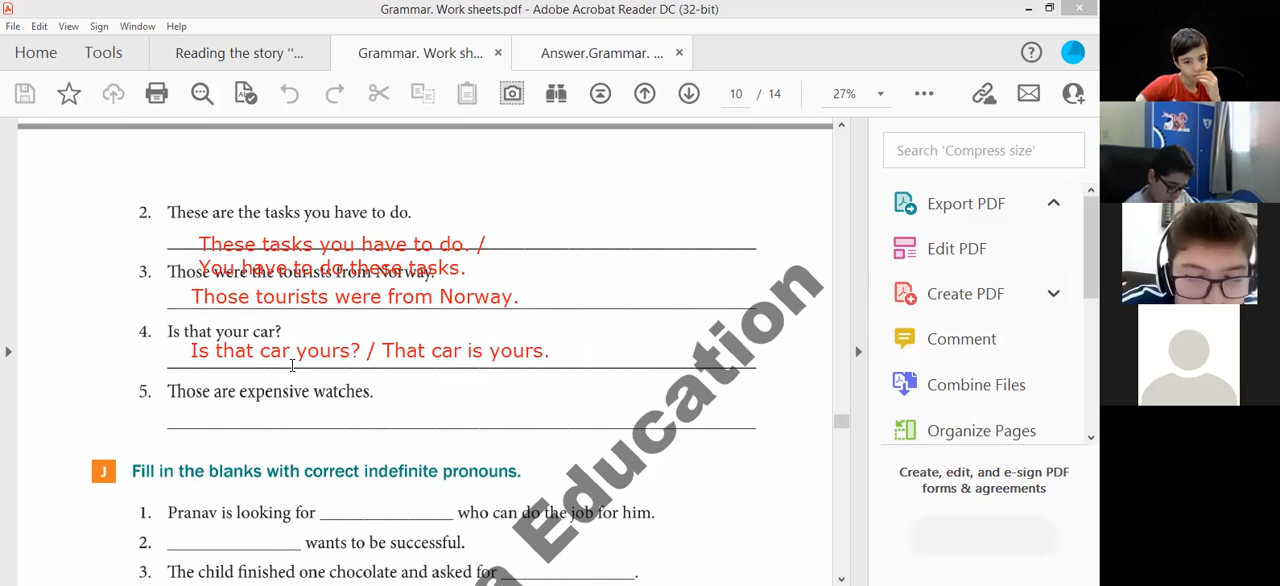 Grammar. Work sheets.pdf - Adobe Acrobat Reader DC (32-bit)
File Edit View Sign Window Help
Home Tools Reading the story "... Grammar. Work sh... × Answer.Grammar. ... ×
10 / 14 27%
Search 'Compress size'
2. These are the tasks you have to do.
These tasks you have to do. /
You have to do these tasks.
3. Those were the tourists from Norway.
Those tourists were from Norway.
4. Is that your car?
Is that car yours? / That car is yours.
5. Those are expensive watches.
J Fill in the blanks with correct indefinite pronouns.
1. Pranav is looking for ________________ who can do the job for him.
2. ________________ wants to be successful.
3. The child finished one chocolate and asked for ________________.
a Education
Export PDF
Edit PDF
Create PDF
Comment
Combine Files
Organize Pages
Create, edit, and e-sign PDF
forms & agreements